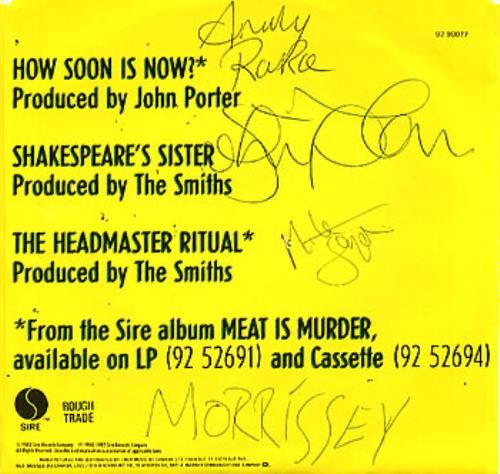 92 90077
Andy
Rourke
HOW SOON IS NOW?*
Produced by John Porter
SHAKESPEARE'S SISTER
Produced by The Smiths
THE HEADMASTER RITUAL*
Produced by The Smiths
*From the Sire album MEAT IS MURDER,
available on LP (92 52691) and Cassette (92 52694)
SIRE
ROUGH
TRADE
MORRISSEY